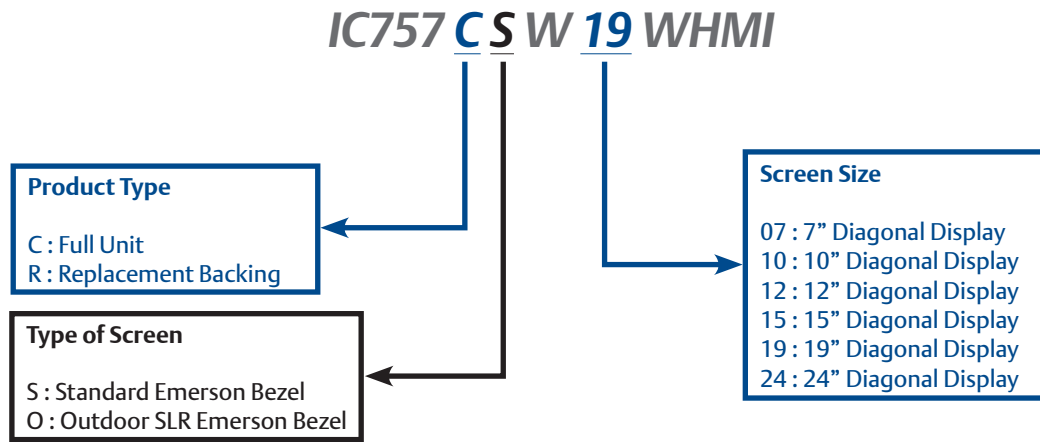 IC757 C S W 19 WHMI
Product Type
C : Full Unit
R : Replacement Backing
Type of Screen
S : Standard Emerson Bezel
O : Outdoor SLR Emerson Bezel
Screen Size
07 : 7” Diagonal Display
10 : 10” Diagonal Display
12 : 12” Diagonal Display
15 : 15” Diagonal Display
19 : 19” Diagonal Display
24 : 24” Diagonal Display